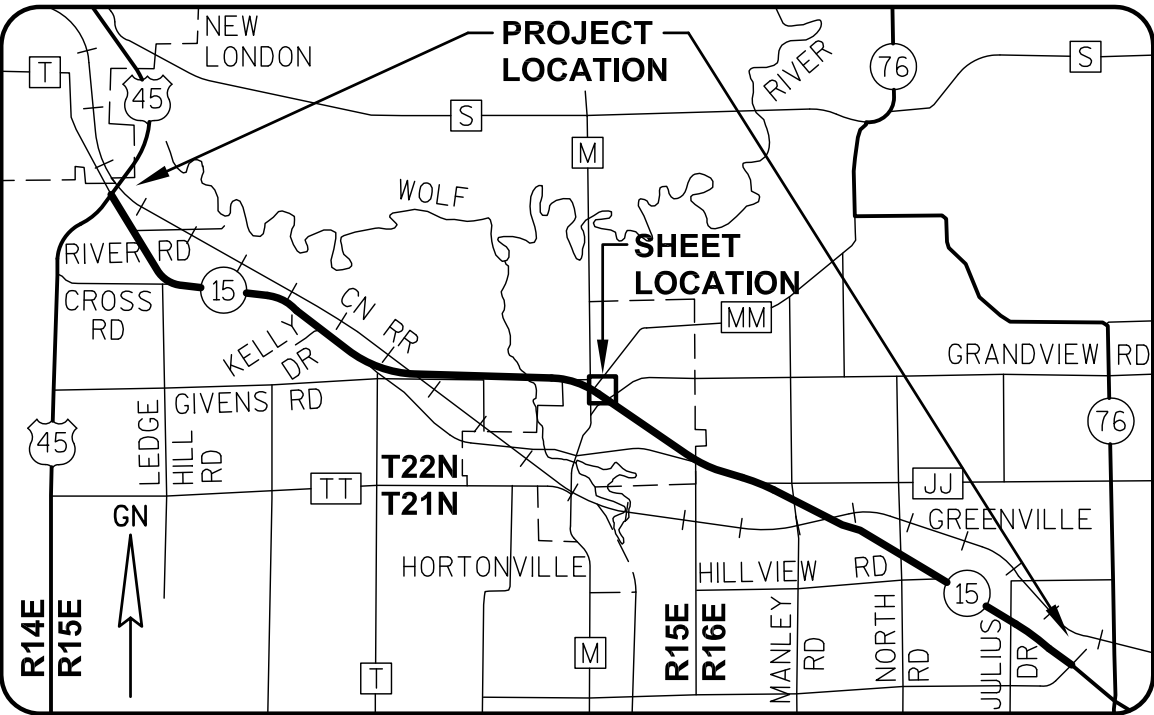 NEW
LONDON
PROJECT
LOCATION
RIVER
76
S
T
45
S
M
WOLF
SHEET
LOCATION
RIVER RD
15
CROSS
RD
CN RR
KELLY
DR
MM
GRANDVIEW RD
GIVENS RD
45
LEDGE
HILL
RD
76
T22N
T21N
TT
JJ
GN
GREENVILLE
HORTONVILLE
HILLVIEW RD
15
R14E
R15E
R15E
R16E
MANLEY
RD
NORTH
RD
JULIUS
DR
M
T